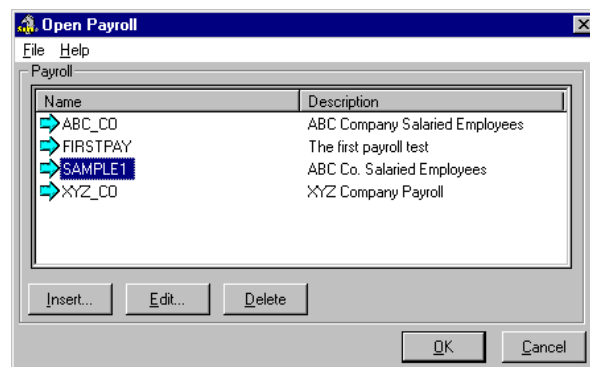 Open Payroll
File Help
Payroll
Name Description
ABC_CO ABC Company Salaried Employees
FIRSTPAY The first payroll test
SAMPLE1 ABC Co. Salaried Employees
XYZ_CO XYZ Company Payroll
Insert... Edit... Delete
OK Cancel